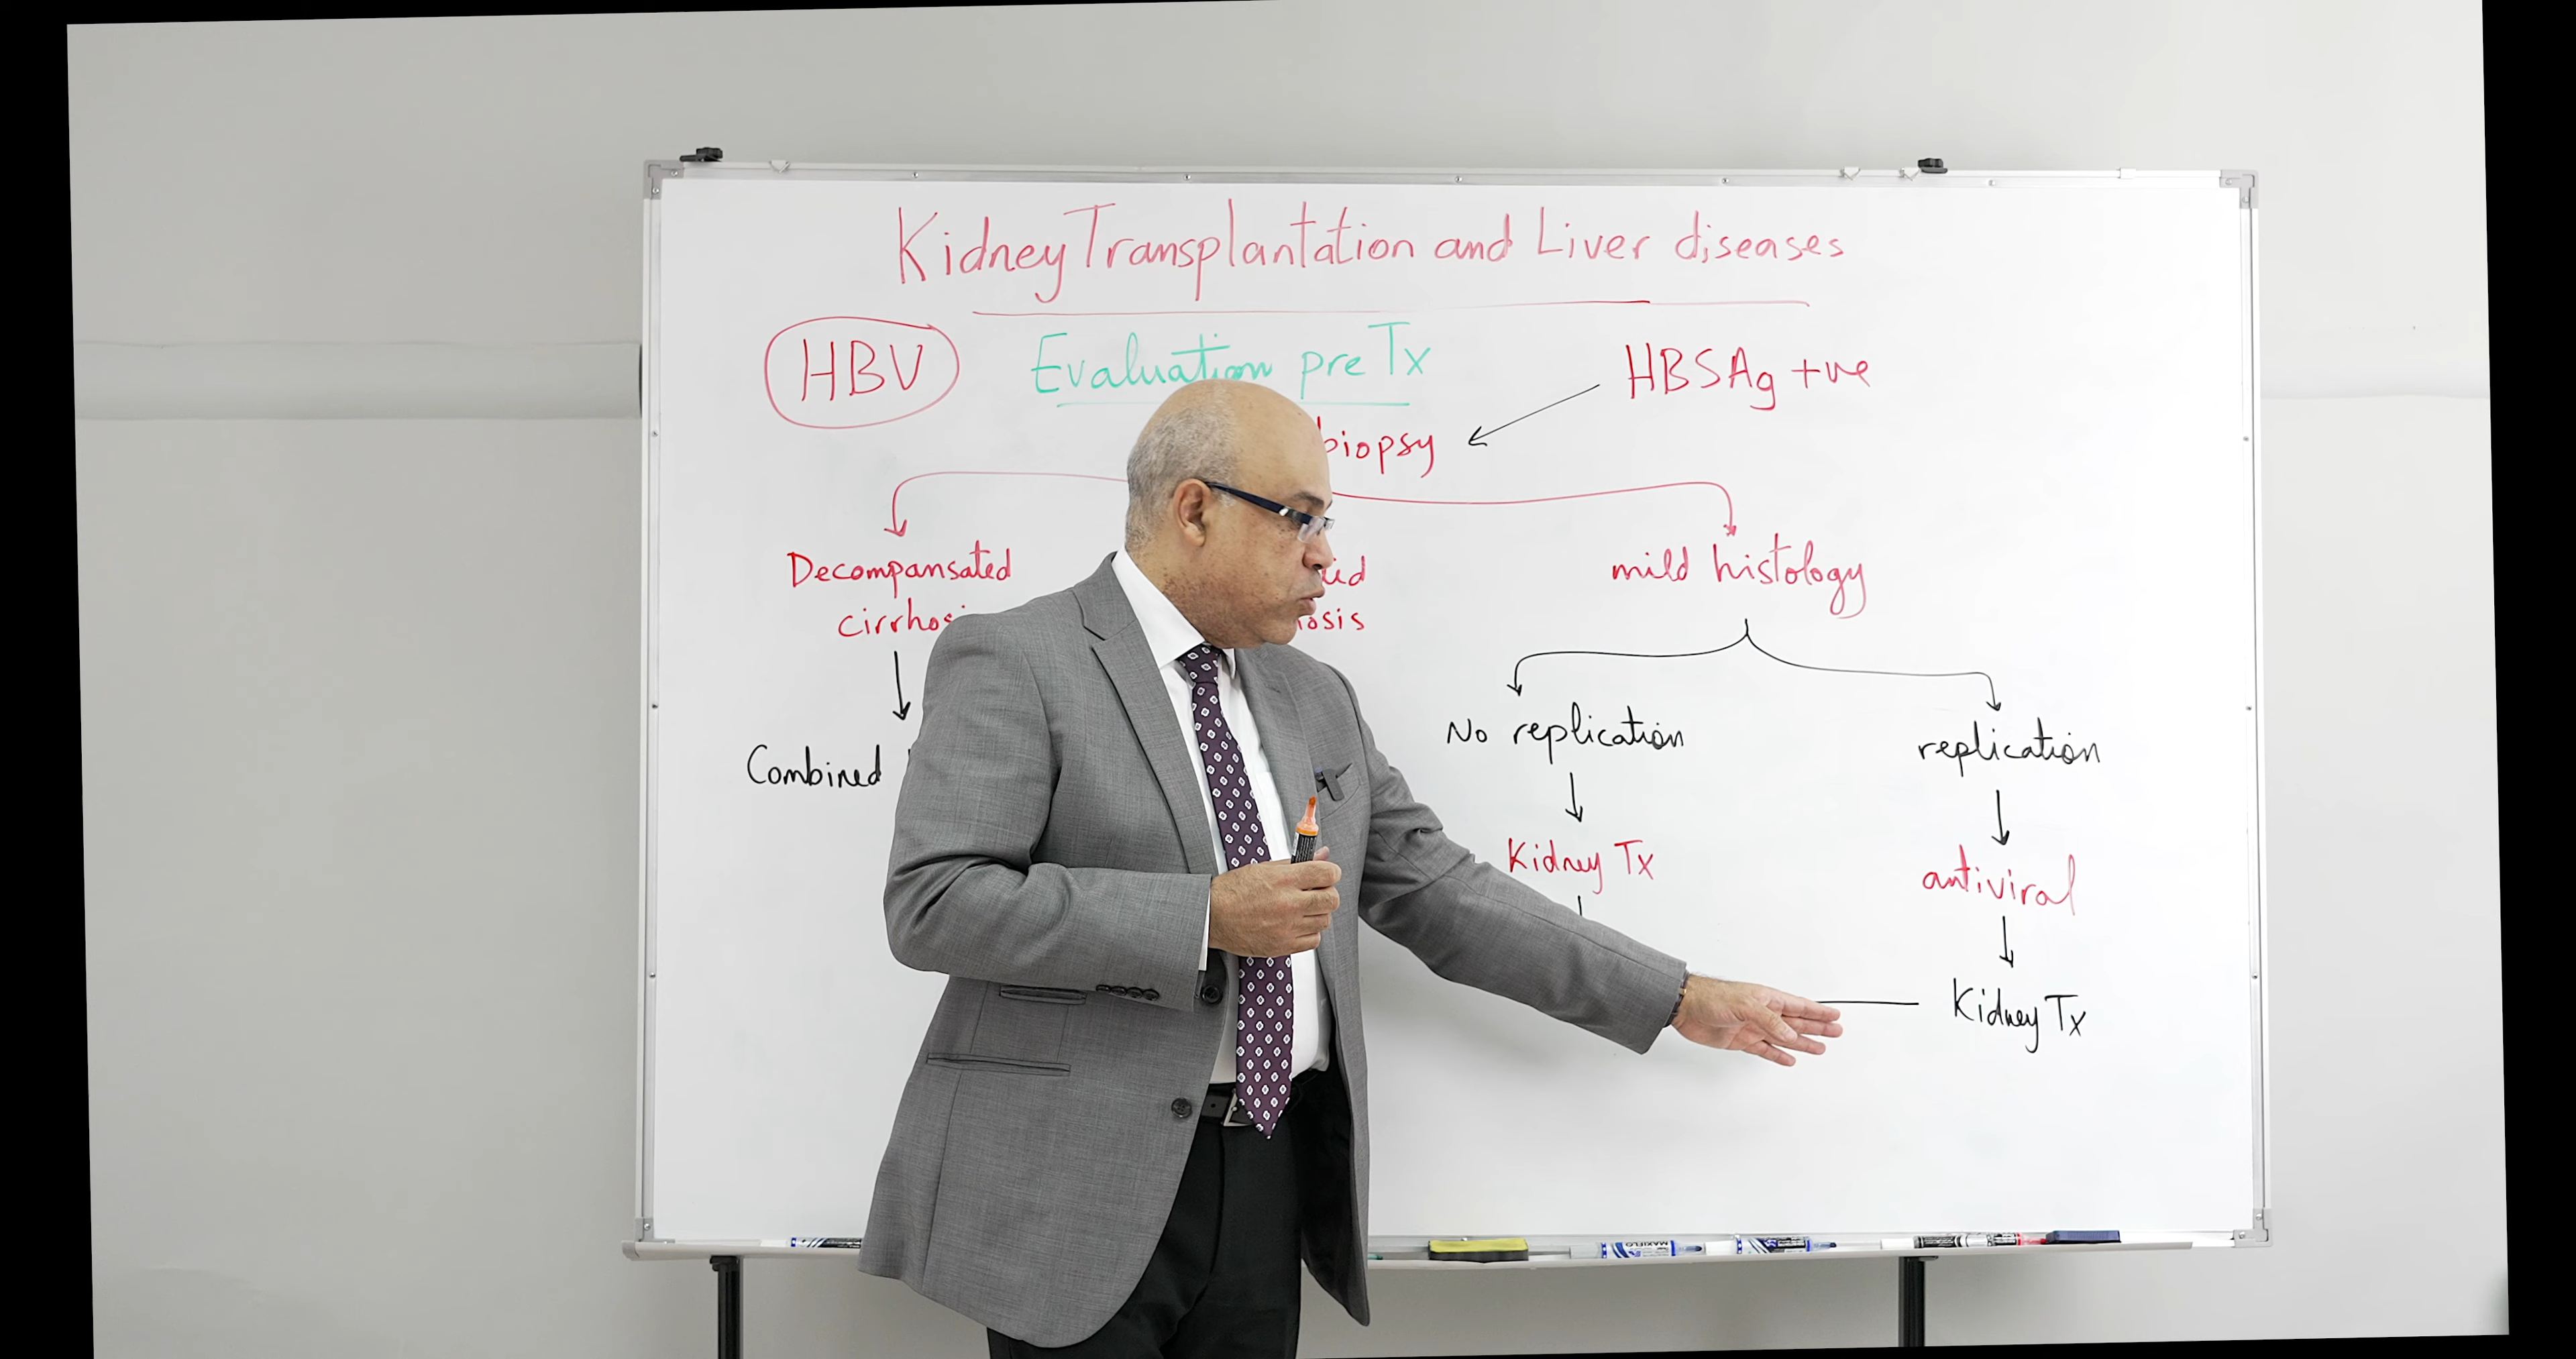 Kidney Transplantation and Liver diseases
HBV Evaluation pre Tx HBSAg +ve
biopsy
Decompansated mild histology
No replication replication
Combined
Kidney Tx antiviral
Kidney Tx
MAXIFLO